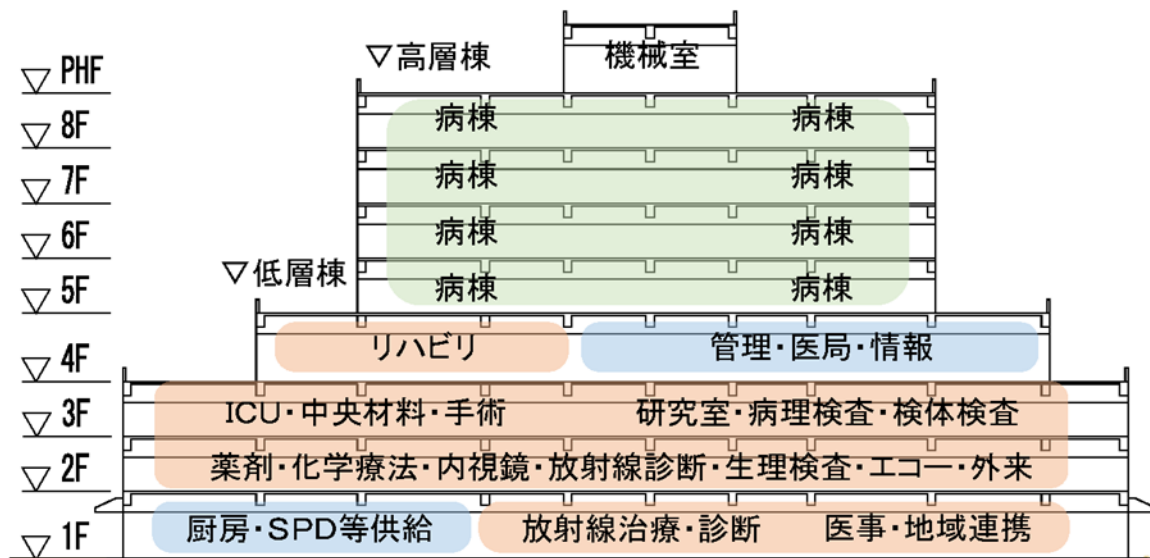 機械室
▽高層棟
▽ PHF
▽ 8F 病棟 病棟
▽ 7F 病棟 病棟
▽ 6F 病棟 病棟
▽低層棟
▽ 5F 病棟 病棟
▽ 4F リハビリ 管理・医局・情報
▽ 3F ICU・中央材料・手術 研究室・病理検査・検体検査
▽ 2F 薬剤・化学療法・内視鏡・放射線診断・生理検査・エコー・外来
▽ 1F 厨房・SPD等供給 放射線治療・診断 医事・地域連携